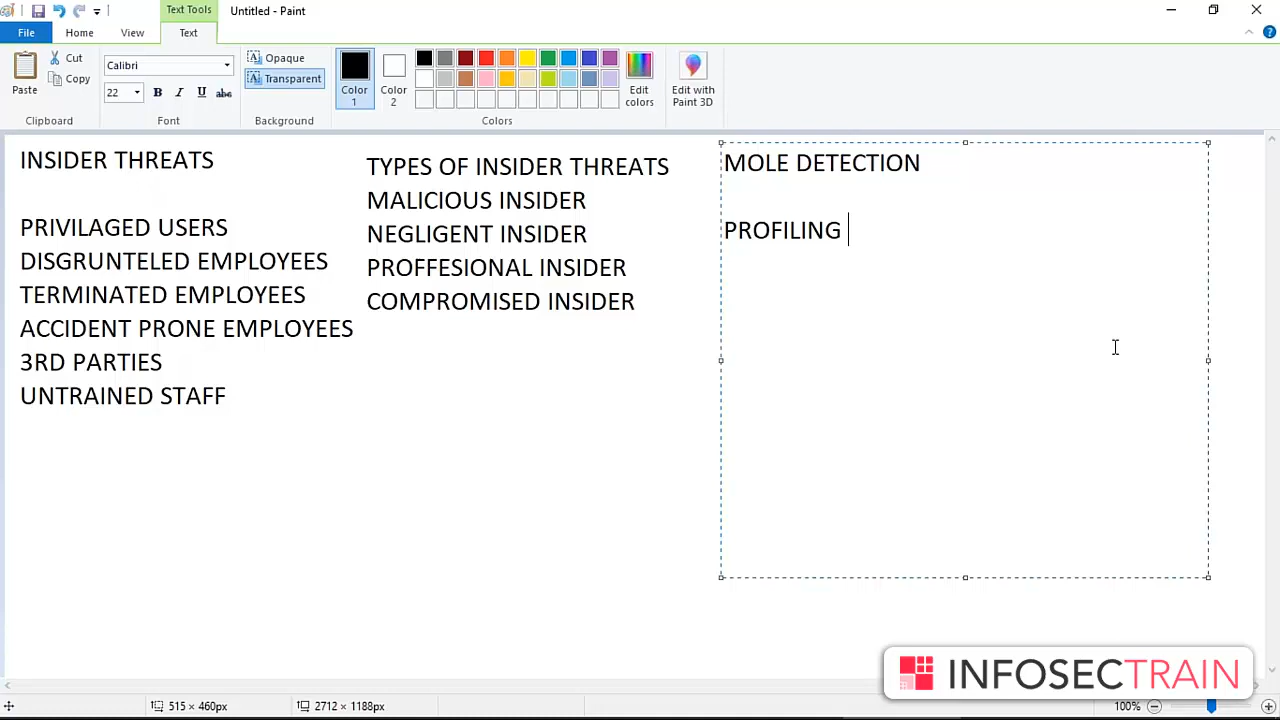 Text Tools
Untitled - Paint
File
Home
View
Text
Paste
Cut
Copy
Clipboard
Calibri
22
B I U abc
Font
Opaque
Transparent
Background
Color 1
Color 2
Edit colors
Edit with Paint 3D
Colors
INSIDER THREATS
PRIVILAGED USERS
DISGRUNTELED EMPLOYEES
TERMINATED EMPLOYEES
ACCIDENT PRONE EMPLOYEES
3RD PARTIES
UNTRAINED STAFF
TYPES OF INSIDER THREATS
MALICIOUS INSIDER
NEGLIGENT INSIDER
PROFFESIONAL INSIDER
COMPROMISED INSIDER
MOLE DETECTION
PROFILING
INFOSECTRAIN
515 × 460px
2712 × 1188px
100%